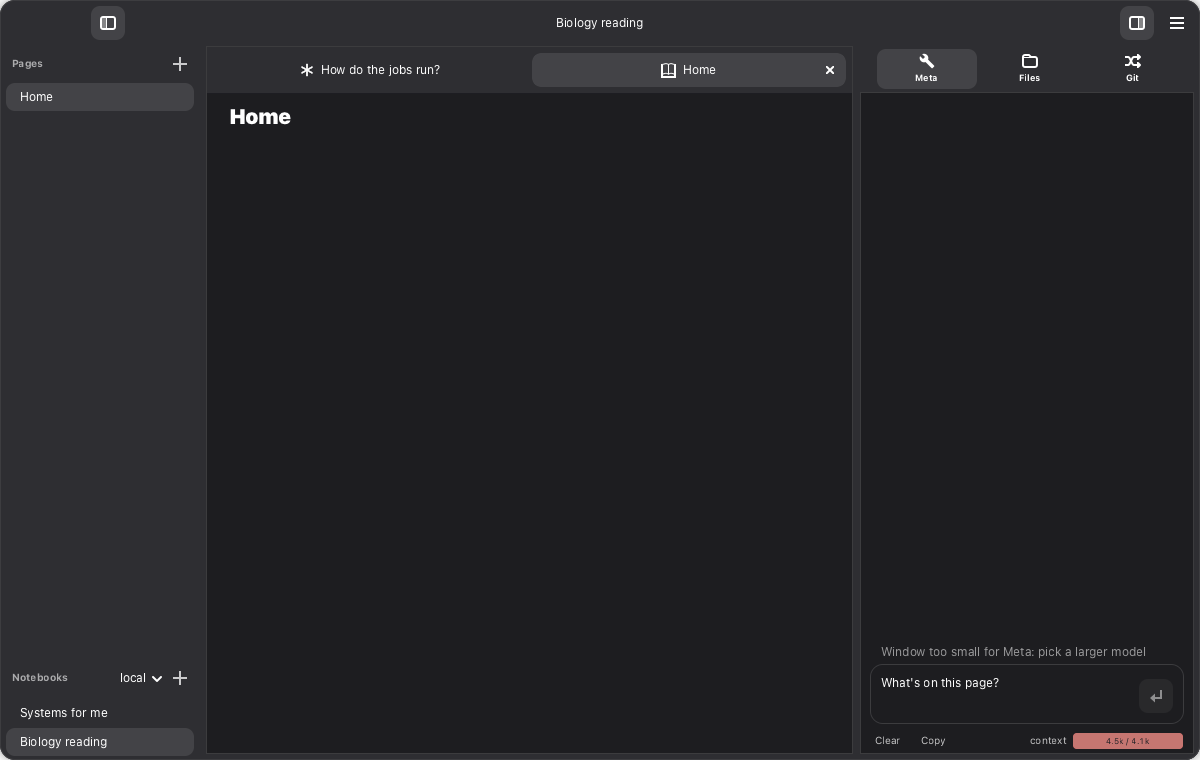 Biology reading
Pages
Home
How do the jobs run?
Home
Meta
Files
Git
Home
Window too small for Meta: pick a larger model
What's on this page?
Clear
Copy
context
4.5k / 4.1k
Notebooks
local
Systems for me
Biology reading